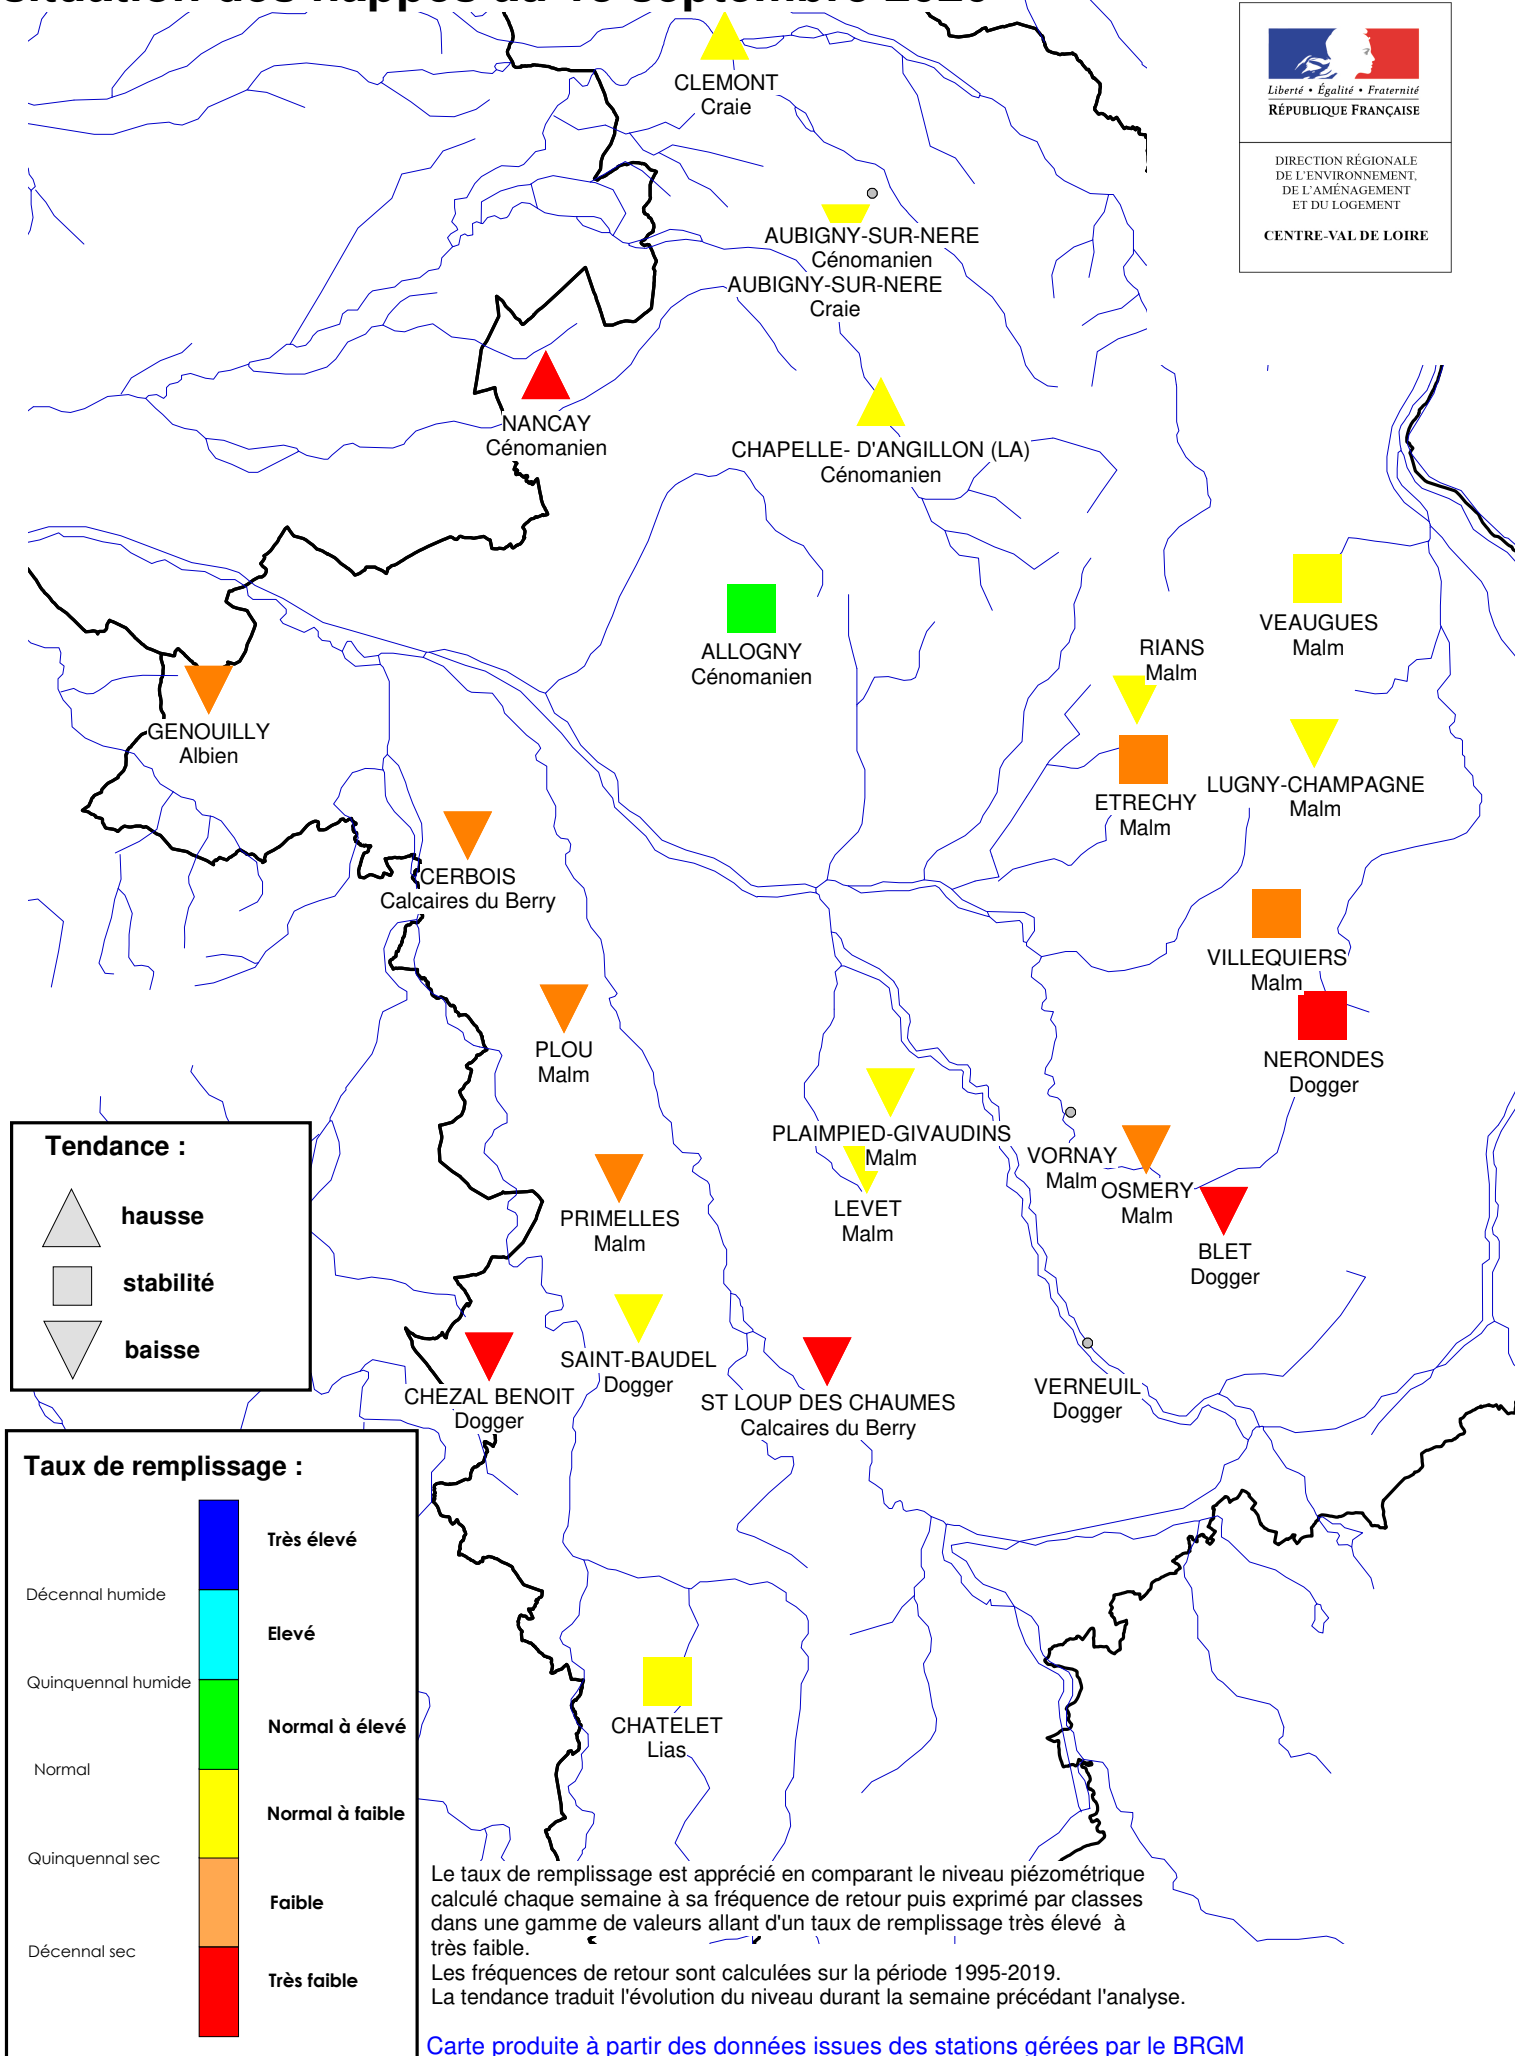 Situation des nappes au
septembre 2020
Liberté • Égalité • Fraternité
RÉPUBLIQUE FRANÇAISE
DIRECTION RÉGIONALE
DE L'ENVIRONNEMENT,
DE L'AMÉNAGEMENT
ET DU LOGEMENT
CENTRE-VAL DE LOIRE
CLEMONT
Craie
AUBIGNY-SUR-NERE
Cénomanien
AUBIGNY-SUR-NERE
Craie
NANCAY
Cénomanien
CHAPELLE- D'ANGILLON (LA)
Cénomanien
ALLOGNY
Cénomanien
VEAUGUES
Malm
RIANS
Malm
GENOUILLY
Albien
LUGNY-CHAMPAGNE
Malm
ETRECHY
Malm
CERBOIS
Calcaires du Berry
VILLEQUIERS
Malm
PLOU
Malm
NERONDES
Dogger
PLAIMPIED-GIVAUDINS
Malm
VORNAY
Malm
OSMERY
Malm
LEVET
Malm
PRIMELLES
Malm
BLET
Dogger
SAINT-BAUDEL
Dogger
CHEZAL BENOIT
Dogger
ST LOUP DES CHAUMES
Calcaires du Berry
VERNEUIL
Dogger
CHATELET
Lias
Tendance :
hausse
stabilité
baisse
Taux de remplissage :
Très élevé
Décennal humide
Elevé
Quinquennal humide
Normal à élevé
Normal
Normal à faible
Quinquennal sec
Faible
Décennal sec
Très faible
Le taux de remplissage est apprécié en comparant le niveau piézométrique
calculé chaque semaine à sa fréquence de retour puis exprimé par classes
dans une gamme de valeurs allant d'un taux de remplissage très élevé à
très faible.
Les fréquences de retour sont calculées sur la période 1995-2019.
La tendance traduit l'évolution du niveau durant la semaine précédant l'analyse.
Carte produite à partir des données issues des stations gérées par le BRGM